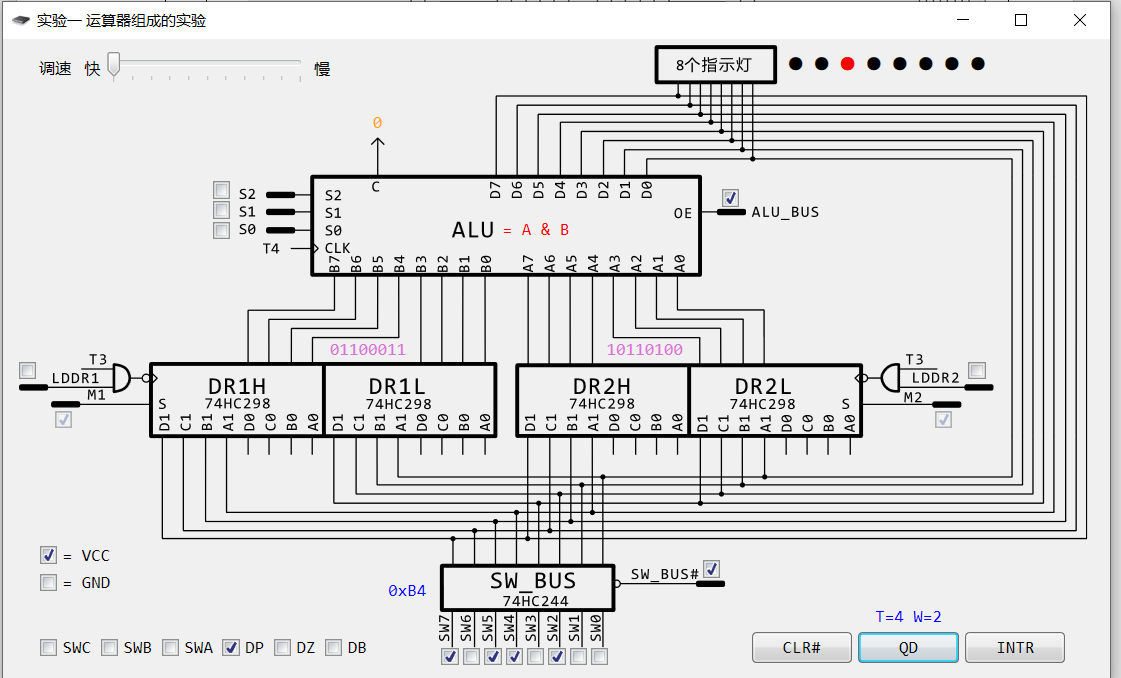 实验一 运算器组成的实验
调速 快 慢
8个指示灯
0
C
D7 D6 D5 D4 D3 D2 D1 D0
S2 S2
S1 S1
S0 S0
T4 CLK
ALU = A & B
OE ALU_BUS
B7 B6 B5 B4 B3 B2 B1 B0 A7 A6 A5 A4 A3 A2 A1 A0
01100011 10110100
T3 T3
LDDR1 LDDR2
M1 M2
DR1H DR1L DR2H DR2L
74HC298 74HC298 74HC298 74HC298
S S
D1 C1 B1 A1 D0 C0 B0 A0 D1 C1 B1 A1 D0 C0 B0 A0 D1 C1 B1 A1 D0 C0 B0 A0 D1 C1 B1 A1 D0 C0 B0 A0
= VCC
= GND
0xB4
SW_BUS
74HC244
SW_BUS#
SW7 SW6 SW5 SW4 SW3 SW2 SW1 SW0
T=4 W=2
SWC SWB SWA DP DZ DB
CLR# QD INTR